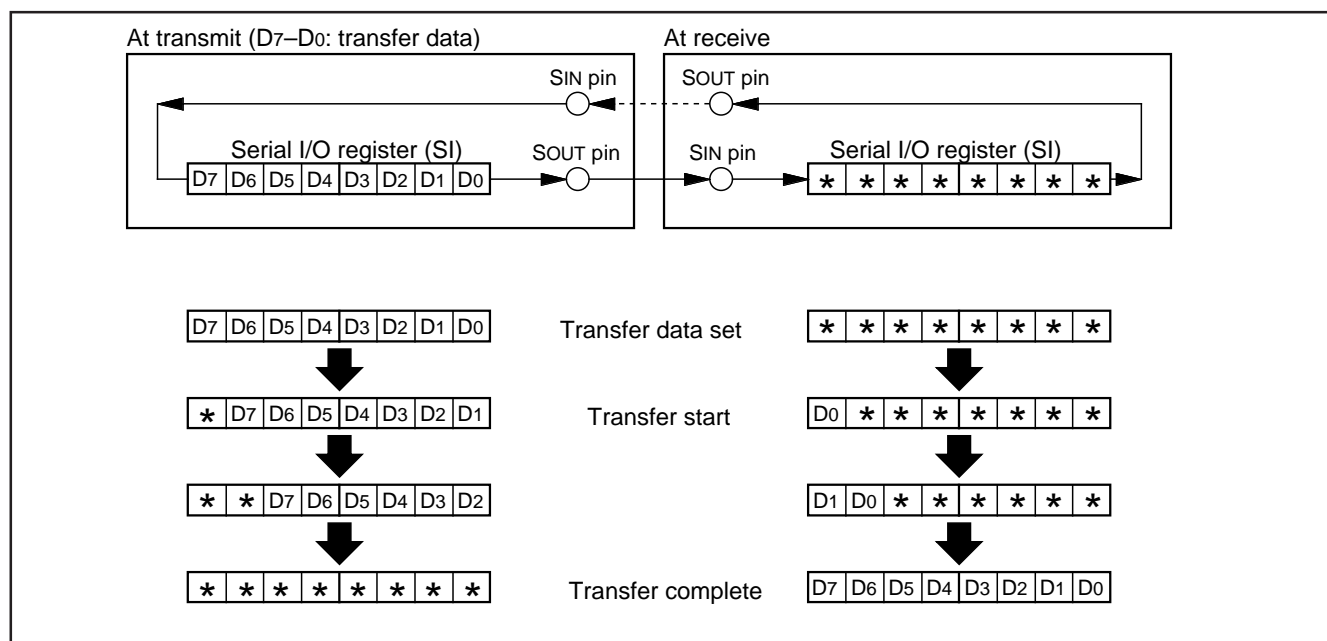 At transmit (D7–D0: transfer data)
At receive
SIN pin
SOUT pin
Serial I/O register (SI)
SOUT pin
SIN pin
Serial I/O register (SI)
D7 D6 D5 D4 D3 D2 D1 D0
* * * * * * * *
D7 D6 D5 D4 D3 D2 D1 D0
Transfer data set
* * * * * * * *
* D7 D6 D5 D4 D3 D2 D1
Transfer start
D0 * * * * * * *
* * D7 D6 D5 D4 D3 D2
D1 D0 * * * * * *
* * * * * * * *
Transfer complete
D7 D6 D5 D4 D3 D2 D1 D0